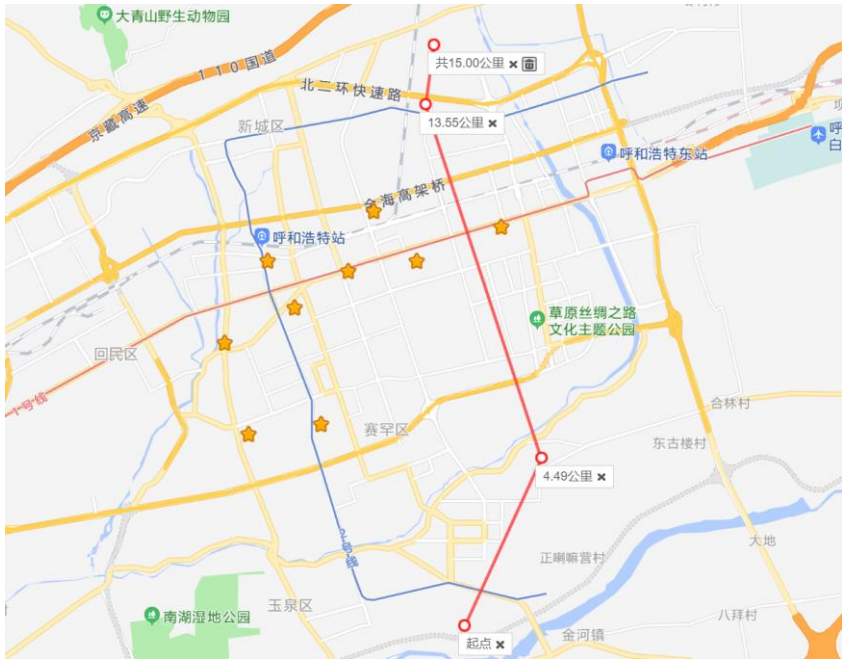 大青山野生动物园
110国道
共15.00公里
京藏高速
北二环快速路
13.55公里
新城区
呼和浩特东站
金海高架桥
呼和浩特站
草原丝绸之路
文化主题公园
回民区
1号线
赛罕区
合林村
东古楼村
4.49公里
2号线
大地
正喇嘛营村
玉泉区
南湖湿地公园
八拜村
起点
金河镇